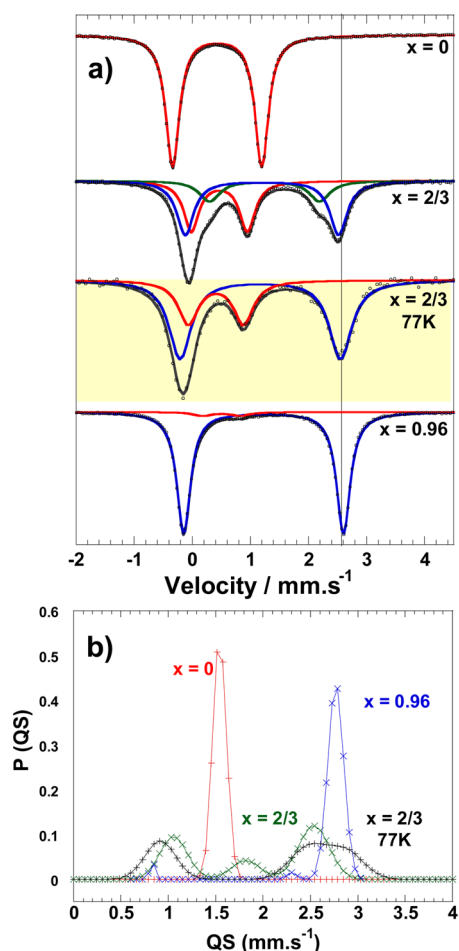 a)
x = 0
x = 2/3
x = 2/3
77K
x = 0.96
-2 -1 0 1 2 3 4
Velocity / mm.s⁻¹
b)
0.6
0.5
0.4
0.3
0.2
0.1
0
P (QS)
x = 0
x = 0.96
x = 2/3
x = 2/3
77K
0 0.5 1 1.5 2 2.5 3 3.5 4
QS (mm.s⁻¹)